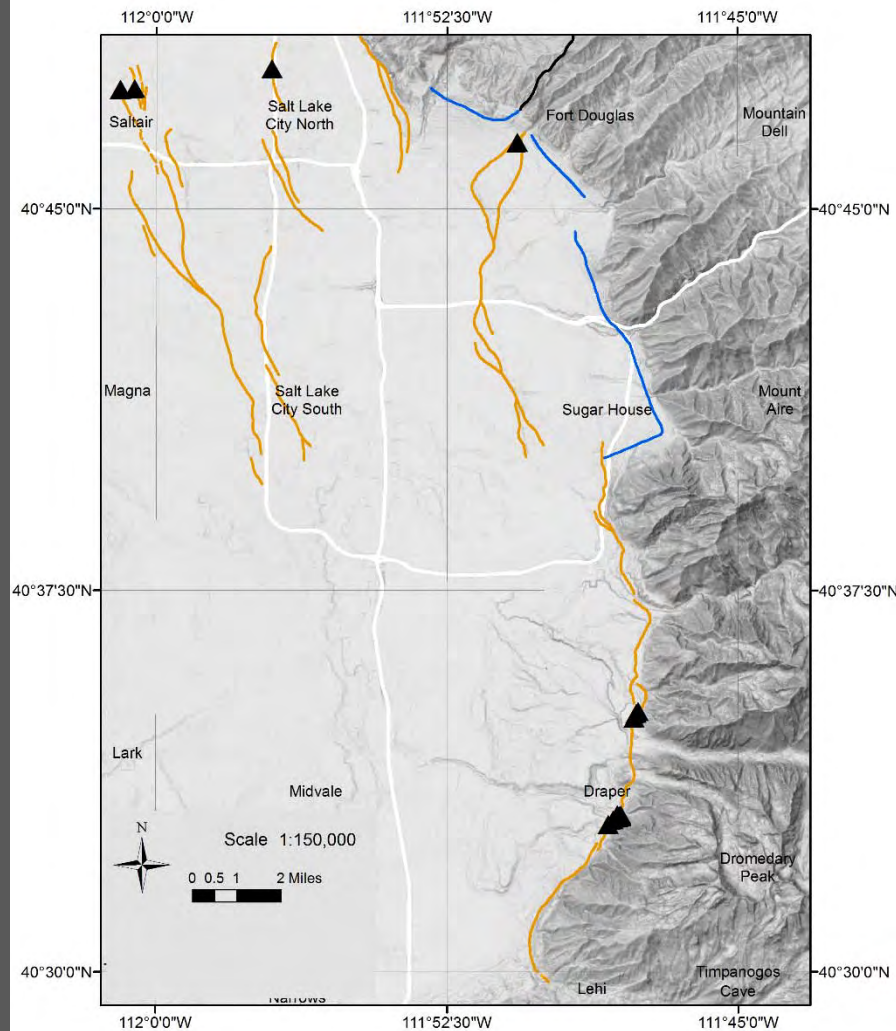 112°0'0"W
111°52'30"W
111°45'0"W
Saltair
Salt Lake
City North
Fort Douglas
Mountain
Dell
40°45'0"N
40°45'0"N
Magna
Salt Lake
City South
Sugar House
Mount
Aire
40°37'30"N
40°37'30"N
Lark
Midvale
Draper
N
Scale 1:150,000
0 0.5 1 2 Miles
Dromedary
Peak
40°30'0"N
40°30'0"N
Narrows
Lehi
Timpanogos
Cave
112°0'0"W
111°52'30"W
111°45'0"W